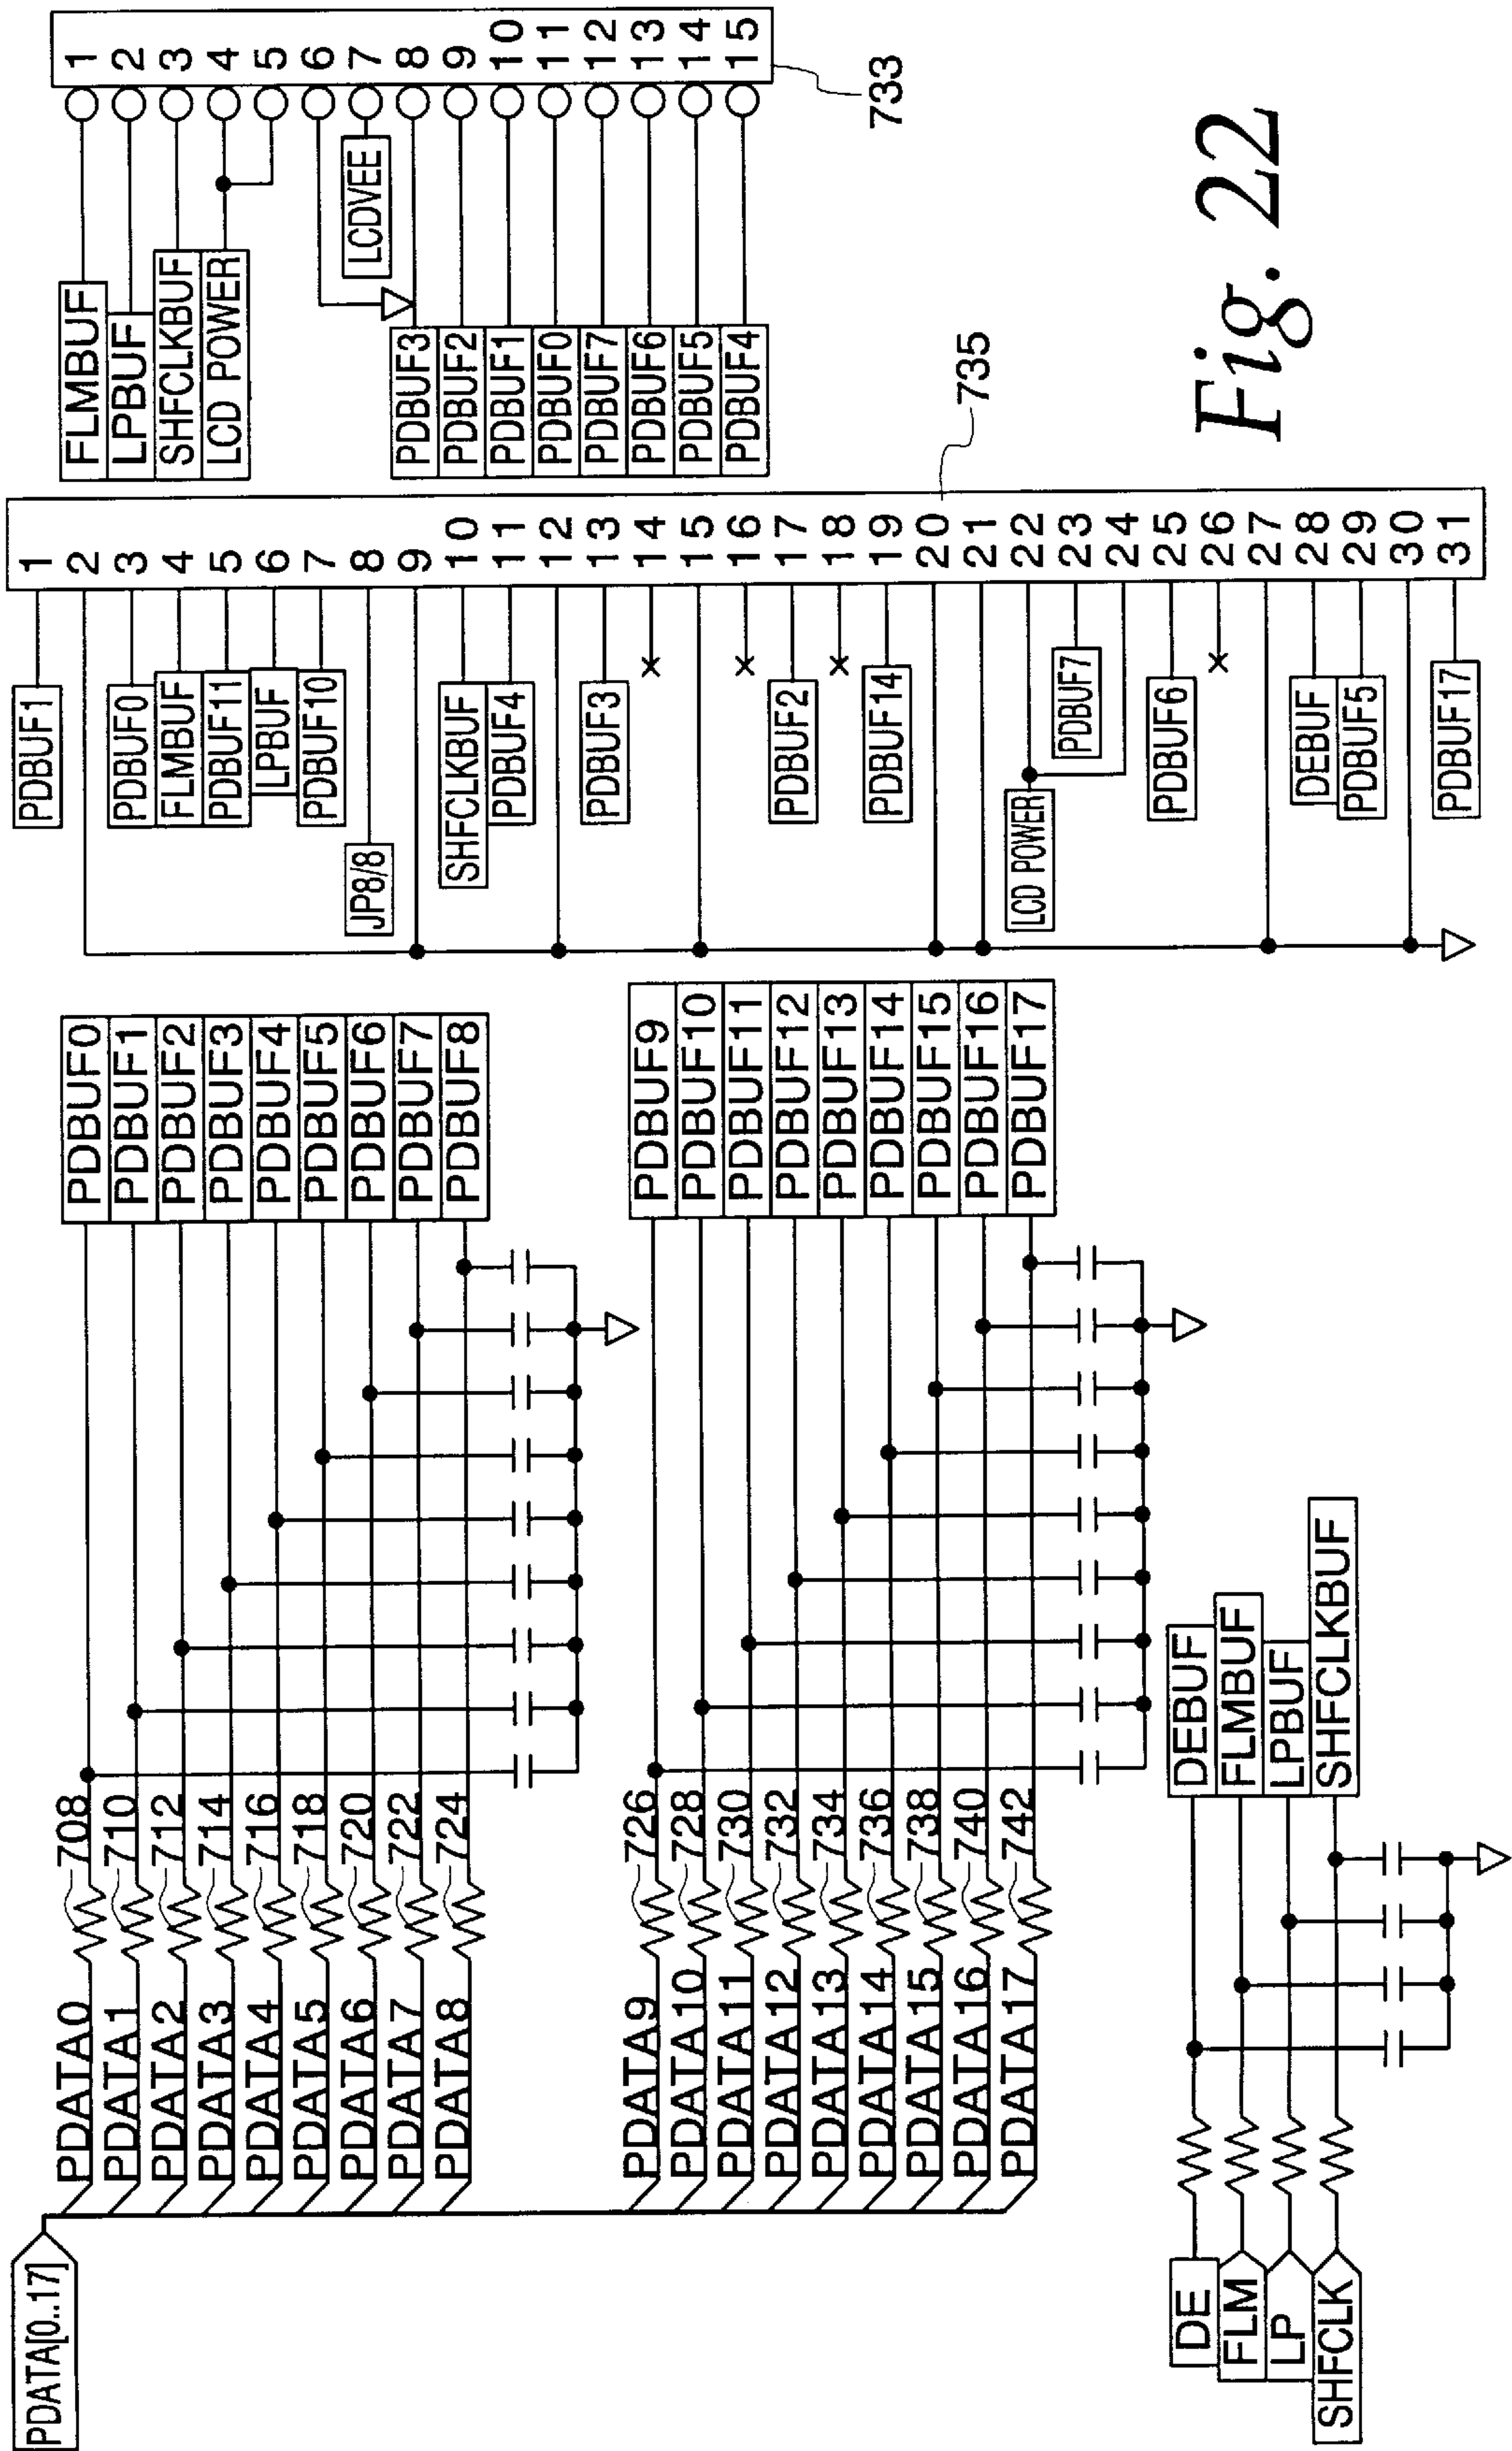 PDATA[0..17]
PDATA0 708 PDBUF0
PDATA1 710 PDBUF1
PDATA2 712 PDBUF2
PDATA3 714 PDBUF3
PDATA4 716 PDBUF4
PDATA5 718 PDBUF5
PDATA6 720 PDBUF6
PDATA7 722 PDBUF7
PDATA8 724 PDBUF8
PDATA9 726 PDBUF9
PDATA10 728 PDBUF10
PDATA11 730 PDBUF11
PDATA12 732 PDBUF12
PDATA13 734 PDBUF13
PDATA14 736 PDBUF14
PDATA15 738 PDBUF15
PDATA16 740 PDBUF16
PDATA17 742 PDBUF17
DE DEBUF
FLM FLMBUF
LP LPBUF
SHFCLK SHFCLKBUF
PDBUF1 1
2
PDBUF0 3
FLMBUF 4
PDBUF11 5
LPBUF 6
PDBUF10 7
JP8/8 8
9
SHFCLKBUF 10
PDBUF4 11
12
PDBUF3 13
× 14
15
× 16
PDBUF2 17
× 18
PDBUF14 19
20
21
LCD POWER 22
PDBUF7 23
24
PDBUF6 25
× 26
27
DEBUF 28
PDBUF5 29
30
PDBUF17 31
735
FLMBUF 1
LPBUF 2
SHFCLKBUF 3
LCD POWER 4
5
6
LCDVEE 7
PDBUF3 8
PDBUF2 9
PDBUF1 10
PDBUF0 11
PDBUF7 12
PDBUF6 13
PDBUF5 14
PDBUF4 15
733
Fig. 22